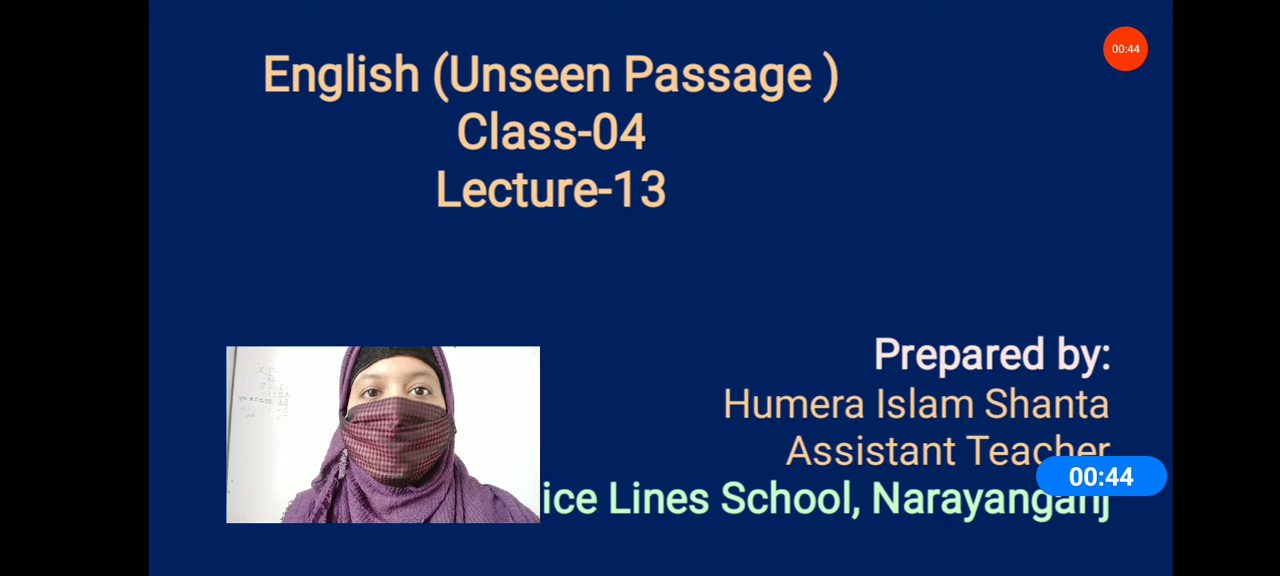 00:44
English (Unseen Passage )
Class-04
Lecture-13
Prepared by:
Humera Islam Shanta
Assistant Teacher
ice Lines School, Narayanganj
00:44